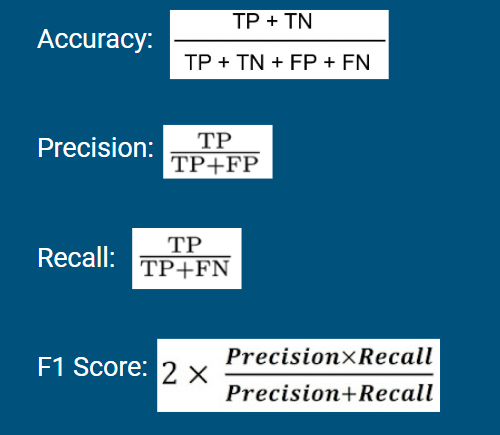 Accuracy: TP + TN
TP + TN + FP + FN
Precision: TP
TP+FP
Recall: TP
TP+FN
F1 Score: 2 × Precision×Recall
Precision+Recall